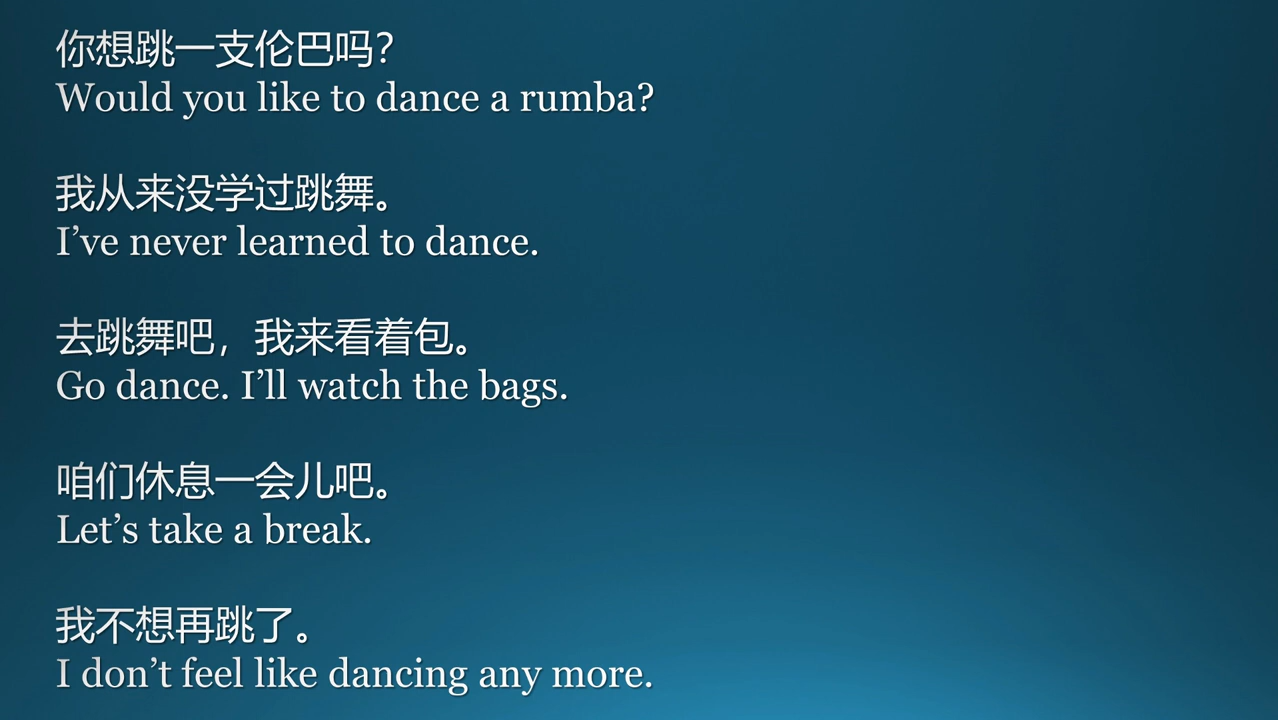 你想跳一支伦巴吗？
Would you like to dance a rumba?
我从来没学过跳舞。
I’ve never learned to dance.
去跳舞吧，我来看着包。
Go dance. I’ll watch the bags.
咱们休息一会儿吧。
Let’s take a break.
我不想再跳了。
I don’t feel like dancing any more.